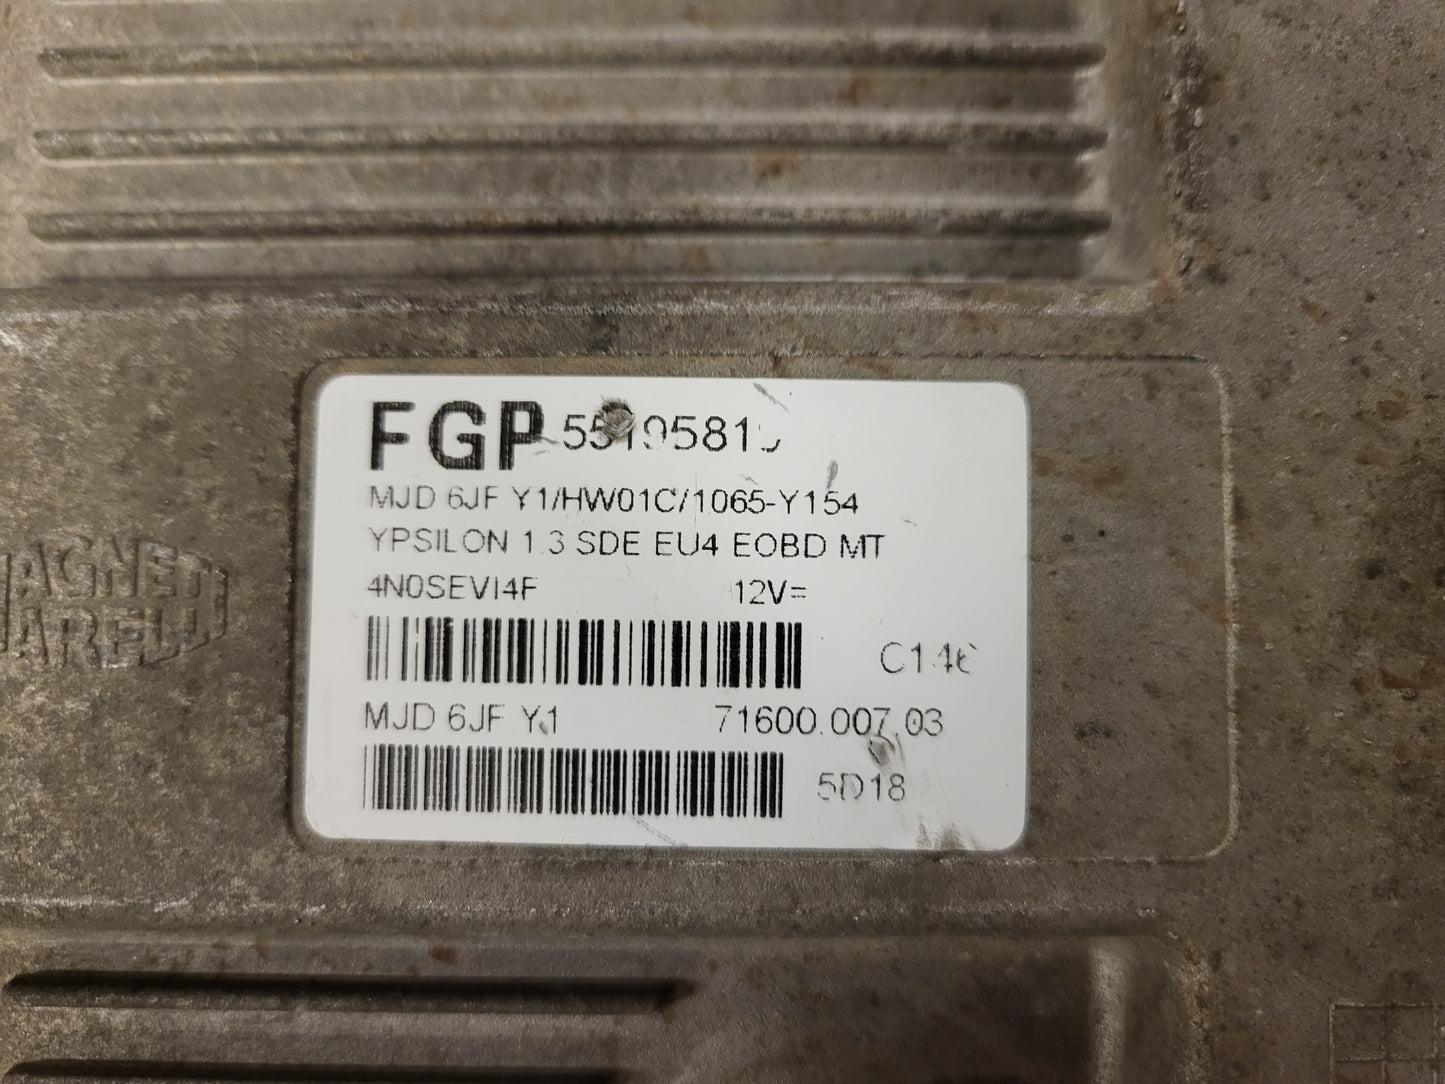 FGP
MJD 6JF Y1/HW01C/1065-Y154
YPSILON 1.3 SDE EU4 EOBD MT
4N0SEVI4F 12V=
MJD 6JF Y.1 71600.007.03
5D18